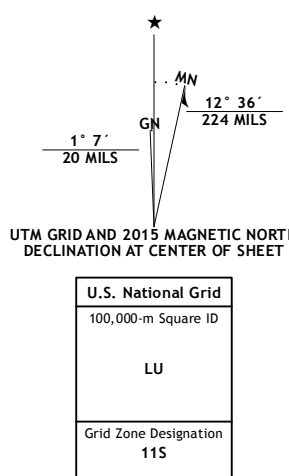 ★
MN
GN
12° 36´
224 MILS
1° 7´
20 MILS
UTM GRID AND 2015 MAGNETIC NORTH
DECLINATION AT CENTER OF SHEET
U.S. National Grid
100,000-m Square ID
LU
Grid Zone Designation
11S